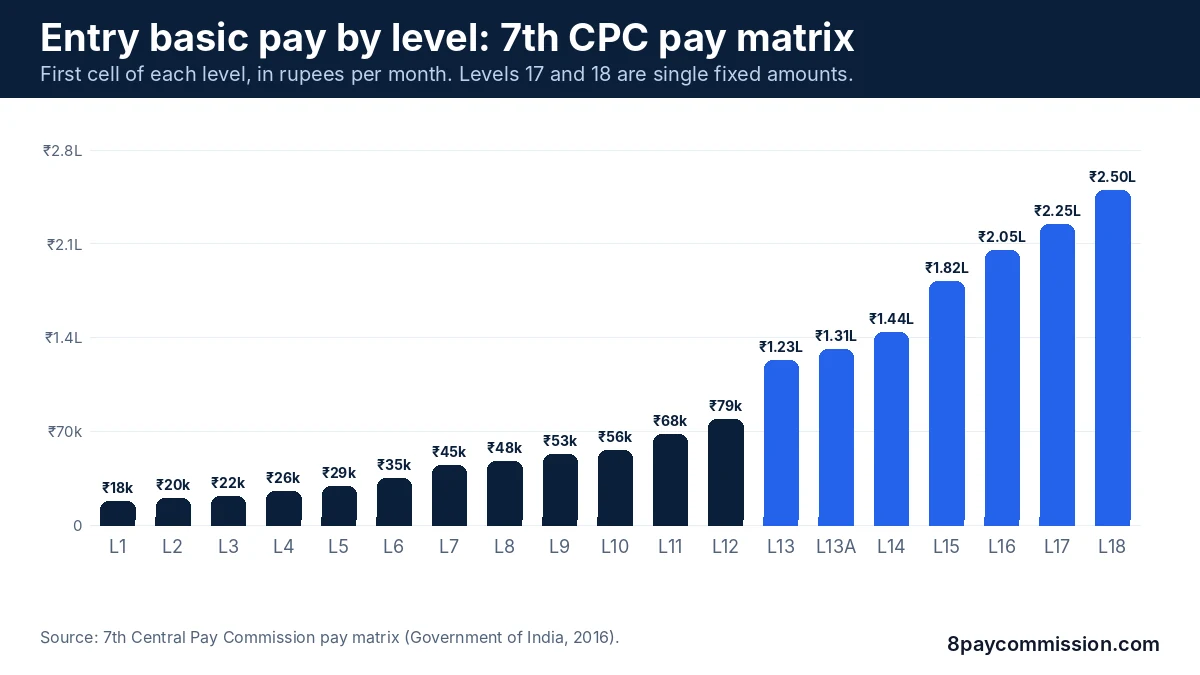 Entry basic pay by level: 7th CPC pay matrix
First cell of each level, in rupees per month. Levels 17 and 18 are single fixed amounts.
₹2.8L
₹2.1L
₹1.4L
₹70k
0
₹18k
₹20k
₹22k
₹26k
₹29k
₹35k
₹45k
₹48k
₹53k
₹56k
₹68k
₹79k
₹1.23L
₹1.31L
₹1.44L
₹1.82L
₹2.05L
₹2.25L
₹2.50L
L1 L2 L3 L4 L5 L6 L7 L8 L9 L10 L11 L12 L13 L13A L14 L15 L16 L17 L18
Source: 7th Central Pay Commission pay matrix (Government of India, 2016).
8paycommission.com